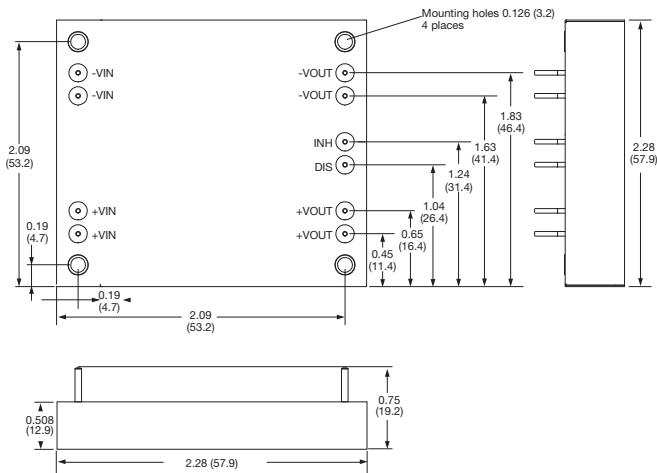 Mounting holes 0.126 (3.2)
4 places
-VIN
-VOUT
-VIN
-VOUT
1.83
(46.4)
1.63
(41.4)
INH
2.09
(53.2)
2.28
(57.9)
DIS
1.24
(31.4)
1.04
(26.4)
+VIN
+VOUT
0.65
(16.4)
0.19
(4.7)
+VIN
+VOUT
0.45
(11.4)
0.19
(4.7)
2.09
(53.2)
0.508
(12.9)
0.75
(19.2)
2.28 (57.9)